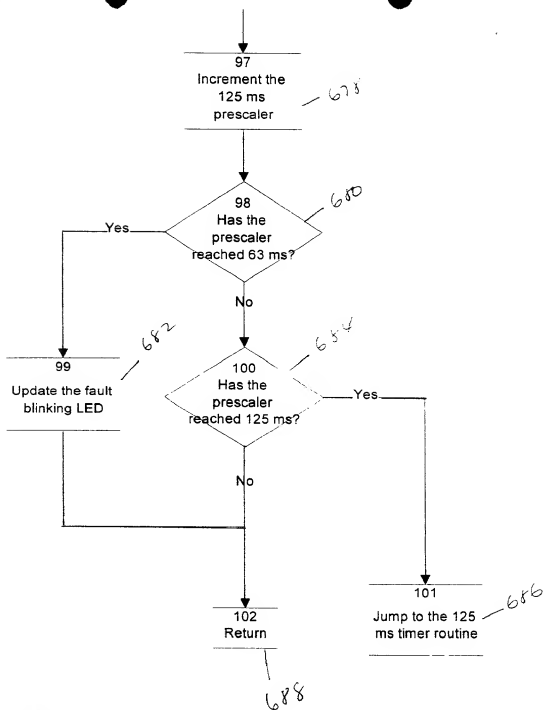 97
Increment the
125 ms
prescaler
678
98
Has the
prescaler
reached 63 ms?
680
Yes
No
682
684
99
Update the fault
blinking LED
100
Has the
prescaler
reached 125 ms?
Yes
No
101
Jump to the 125
ms timer routine
686
102
Return
688